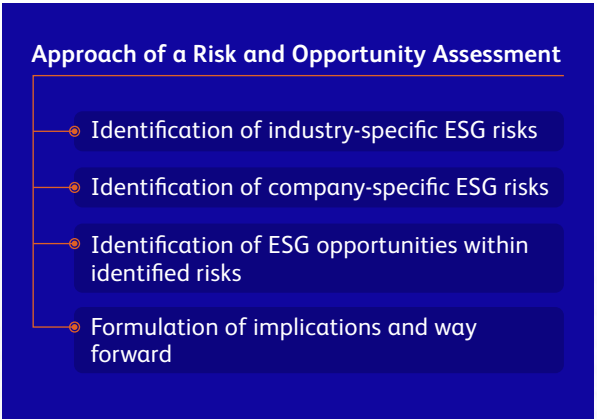 Approach of a Risk and Opportunity Assessment
Identification of industry-specific ESG risks
Identification of company-specific ESG risks
Identification of ESG opportunities within
identified risks
Formulation of implications and way
forward